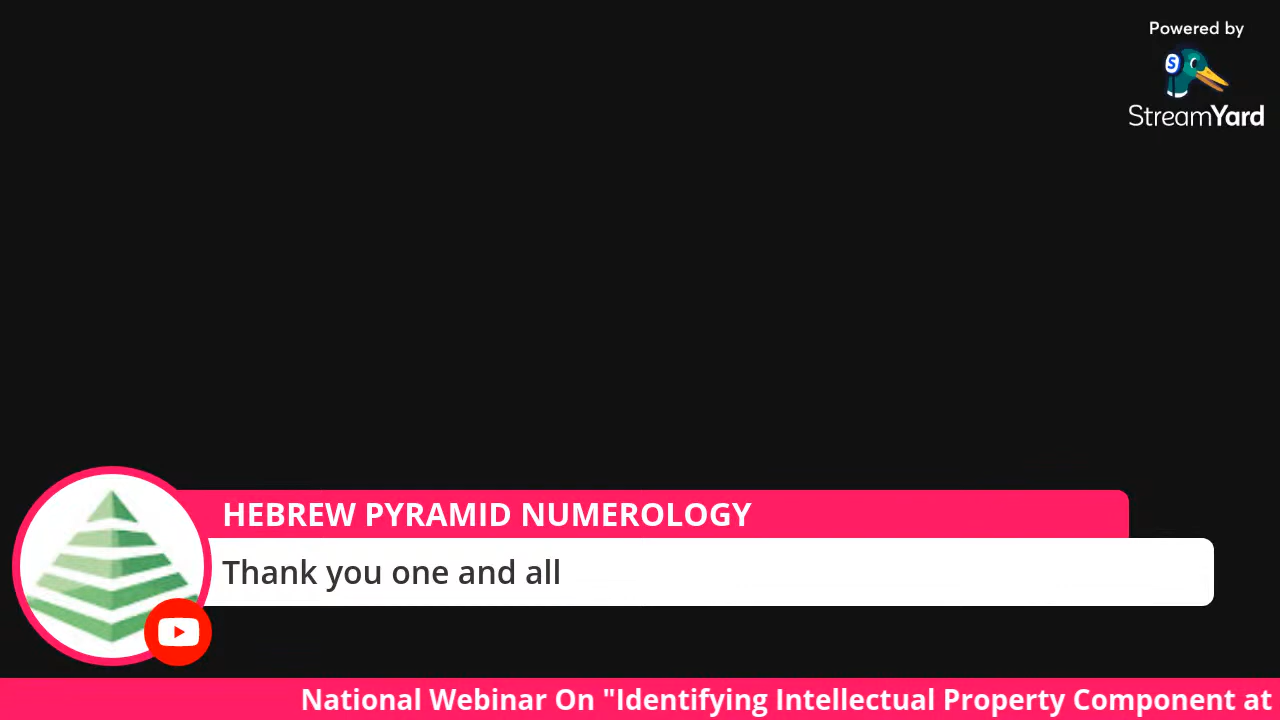 Powered by
S
StreamYard
HEBREW PYRAMID NUMEROLOGY
Thank you one and all
National Webinar On "Identifying Intellectual Property Component at